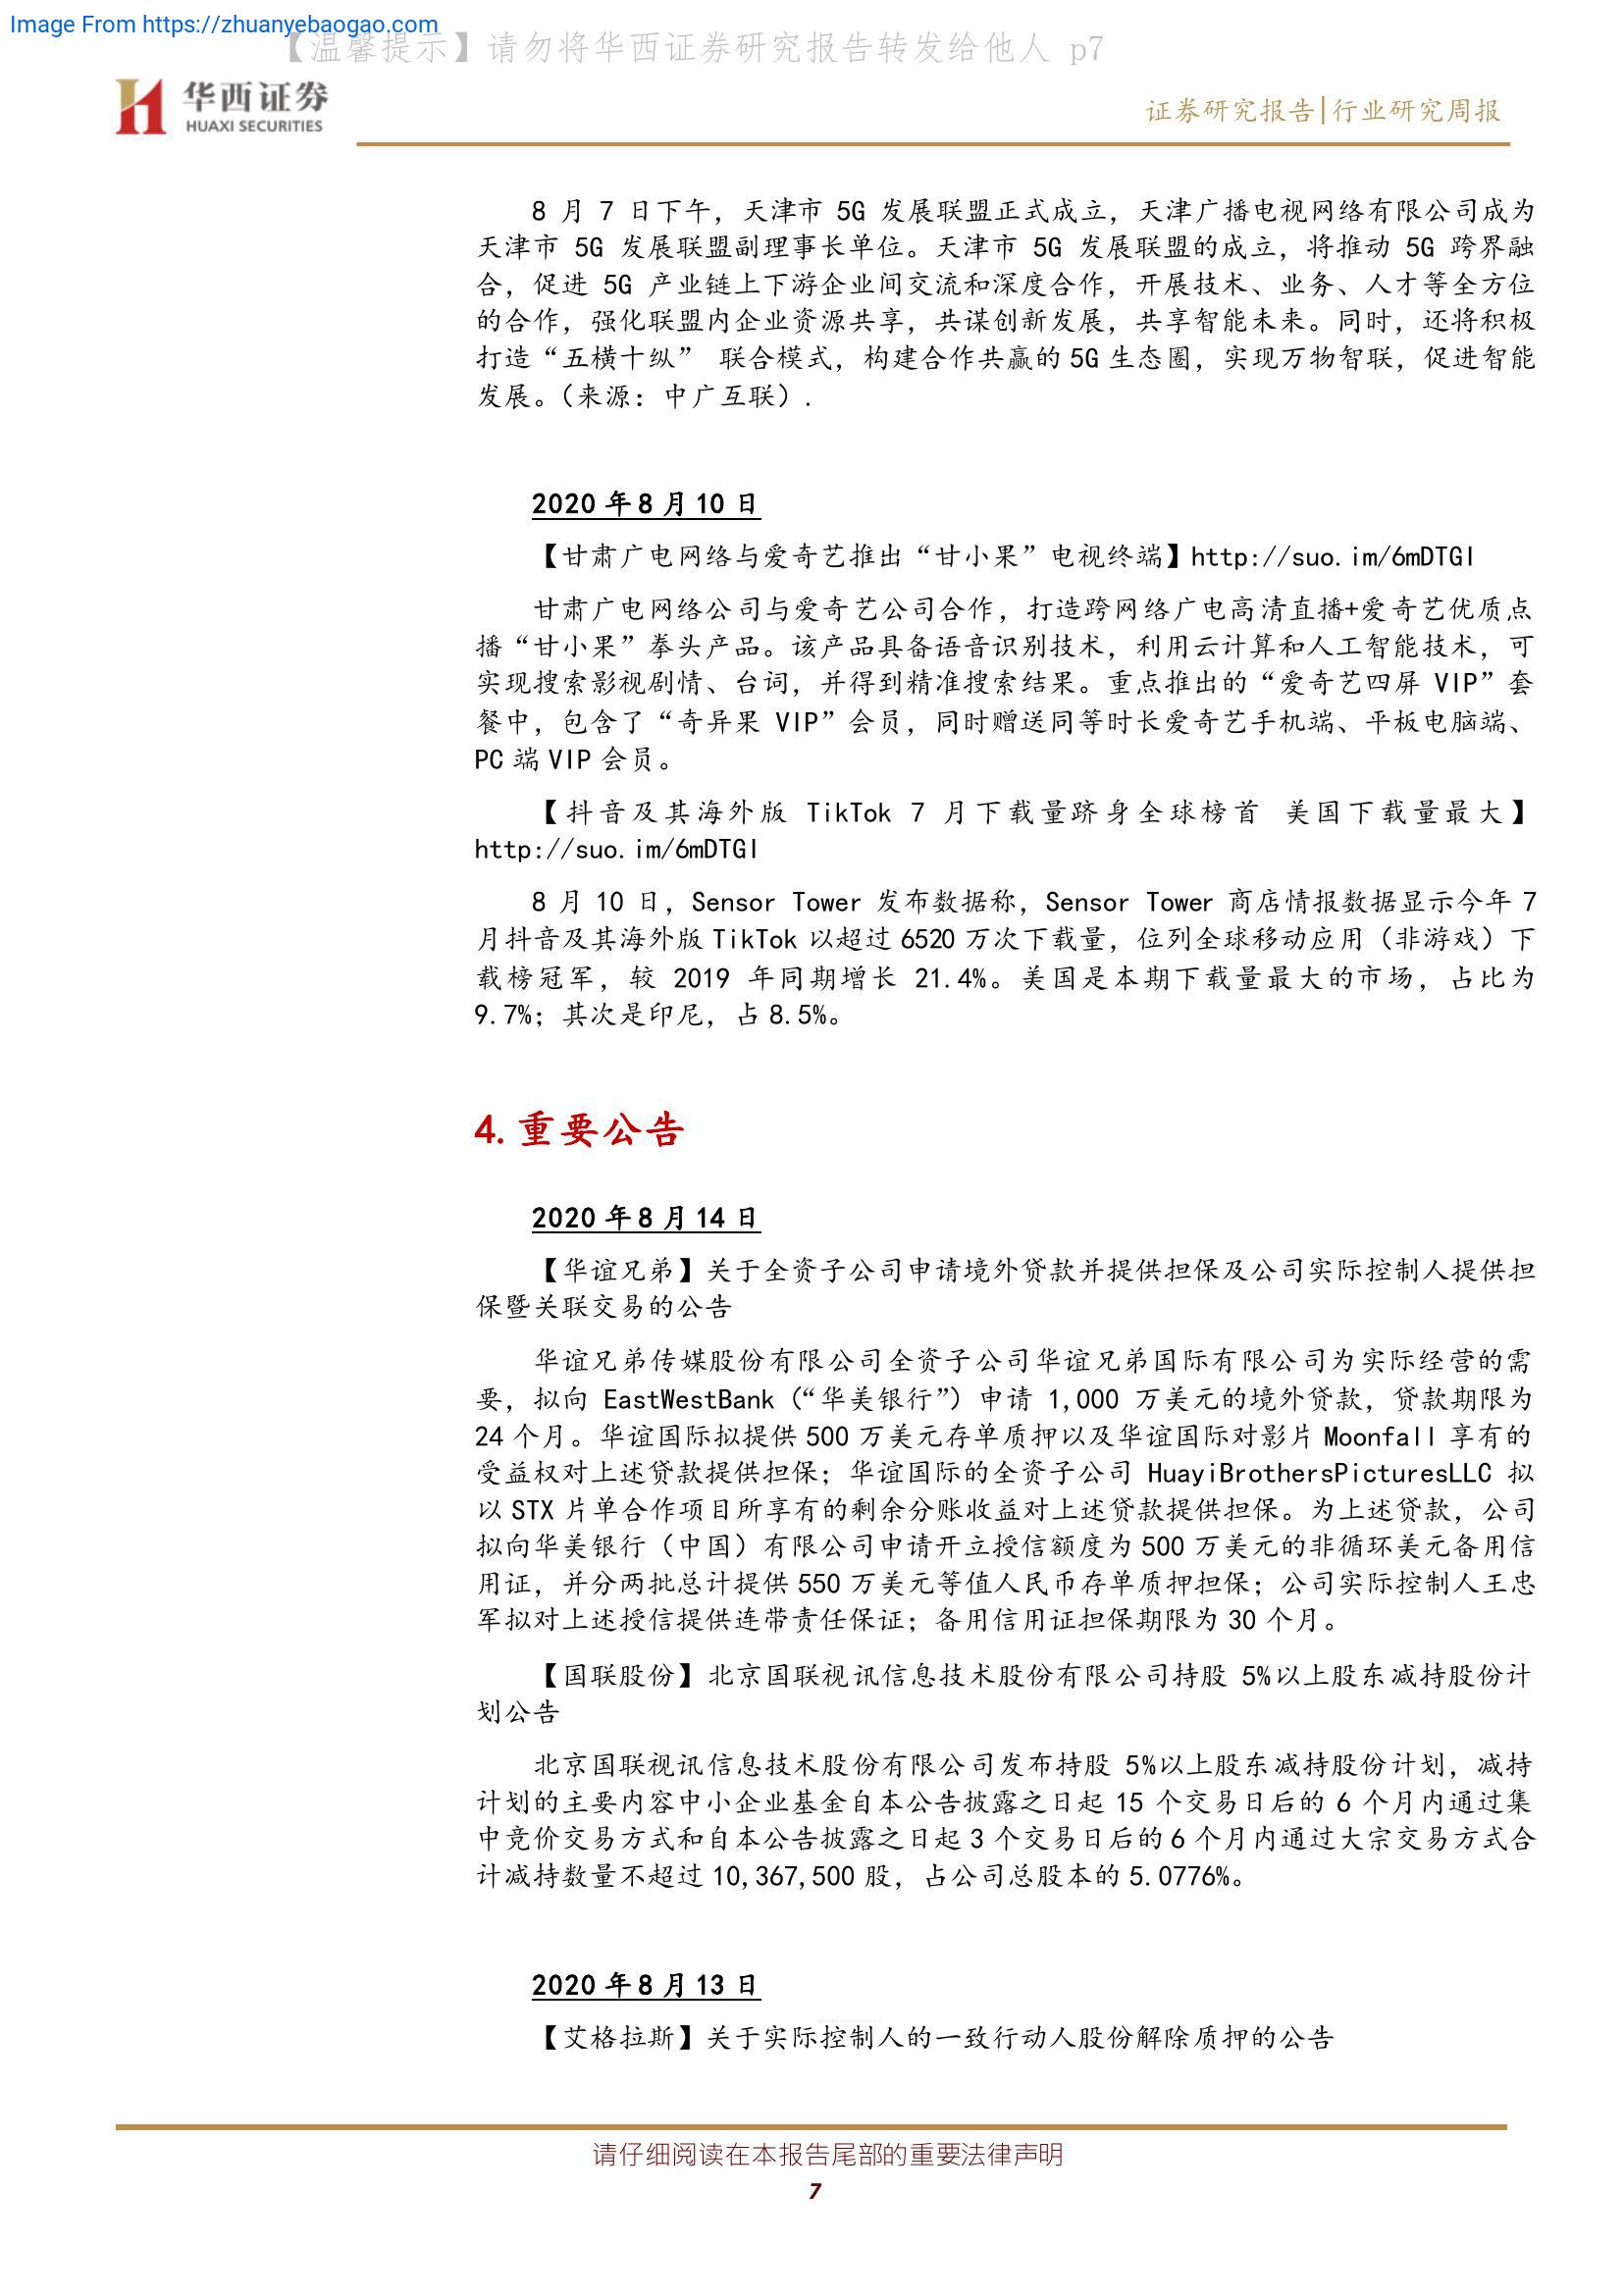 Image From https://zhuanyebaogao.com
【温馨提示】请勿将华西证券研究报告转发给他人 p7
华西证券
HUAXI SECURITIES
证券研究报告|行业研究周报
8 月 7 日下午，天津市 5G 发展联盟正式成立，天津广播电视网络有限公司成为
天津市 5G 发展联盟副理事长单位。天津市 5G 发展联盟的成立，将推动 5G 跨界融
合，促进 5G 产业链上下游企业间交流和深度合作，开展技术、业务、人才等全方位
的合作，强化联盟内企业资源共享，共谋创新发展，共享智能未来。同时，还将积极
打造“五横十纵” 联合模式，构建合作共赢的 5G 生态圈，实现万物智联，促进智能
发展。（来源：中广互联）.
2020 年 8 月 10 日
【甘肃广电网络与爱奇艺推出“甘小果”电视终端】http://suo.im/6mDTGI
甘肃广电网络公司与爱奇艺公司合作，打造跨网络广电高清直播+爱奇艺优质点
播“甘小果”拳头产品。该产品具备语音识别技术，利用云计算和人工智能技术，可
实现搜索影视剧情、台词，并得到精准搜索结果。重点推出的“爱奇艺四屏 VIP”套
餐中，包含了“奇异果 VIP”会员，同时赠送同等时长爱奇艺手机端、平板电脑端、
PC 端 VIP 会员。
【抖音及其海外版 TikTok 7 月下载量跻身全球榜首 美国下载量最大】
http://suo.im/6mDTGI
8 月 10 日，Sensor Tower 发布数据称，Sensor Tower 商店情报数据显示今年 7
月抖音及其海外版 TikTok 以超过 6520 万次下载量，位列全球移动应用（非游戏）下
载榜冠军，较 2019 年同期增长 21.4%。美国是本期下载量最大的市场，占比为
9.7%；其次是印尼，占 8.5%。
4.重要公告
2020 年 8 月 14 日
【华谊兄弟】关于全资子公司申请境外贷款并提供担保及公司实际控制人提供担
保暨关联交易的公告
华谊兄弟传媒股份有限公司全资子公司华谊兄弟国际有限公司为实际经营的需
要，拟向 EastWestBank（“华美银行”）申请 1,000 万美元的境外贷款，贷款期限为
24 个月。华谊国际拟提供 500 万美元存单质押以及华谊国际对影片 Moonfall 享有的
受益权对上述贷款提供担保；华谊国际的全资子公司 HuayiBrothersPicturesLLC 拟
以 STX 片单合作项目所享有的剩余分账收益对上述贷款提供担保。为上述贷款，公司
拟向华美银行（中国）有限公司申请开立授信额度为 500 万美元的非循环美元备用信
用证，并分两批总计提供 550 万美元等值人民币存单质押担保；公司实际控制人王忠
军拟对上述授信提供连带责任保证；备用信用证担保期限为 30 个月。
【国联股份】北京国联视讯信息技术股份有限公司持股 5%以上股东减持股份计
划公告
北京国联视讯信息技术股份有限公司发布持股 5%以上股东减持股份计划，减持
计划的主要内容中小企业基金自本公告披露之日起 15 个交易日后的 6 个月内通过集
中竞价交易方式和自本公告披露之日起 3 个交易日后的 6 个月内通过大宗交易方式合
计减持数量不超过 10,367,500 股，占公司总股本的 5.0776%。
2020 年 8 月 13 日
【艾格拉斯】关于实际控制人的一致行动人股份解除质押的公告
请仔细阅读在本报告尾部的重要法律声明
7